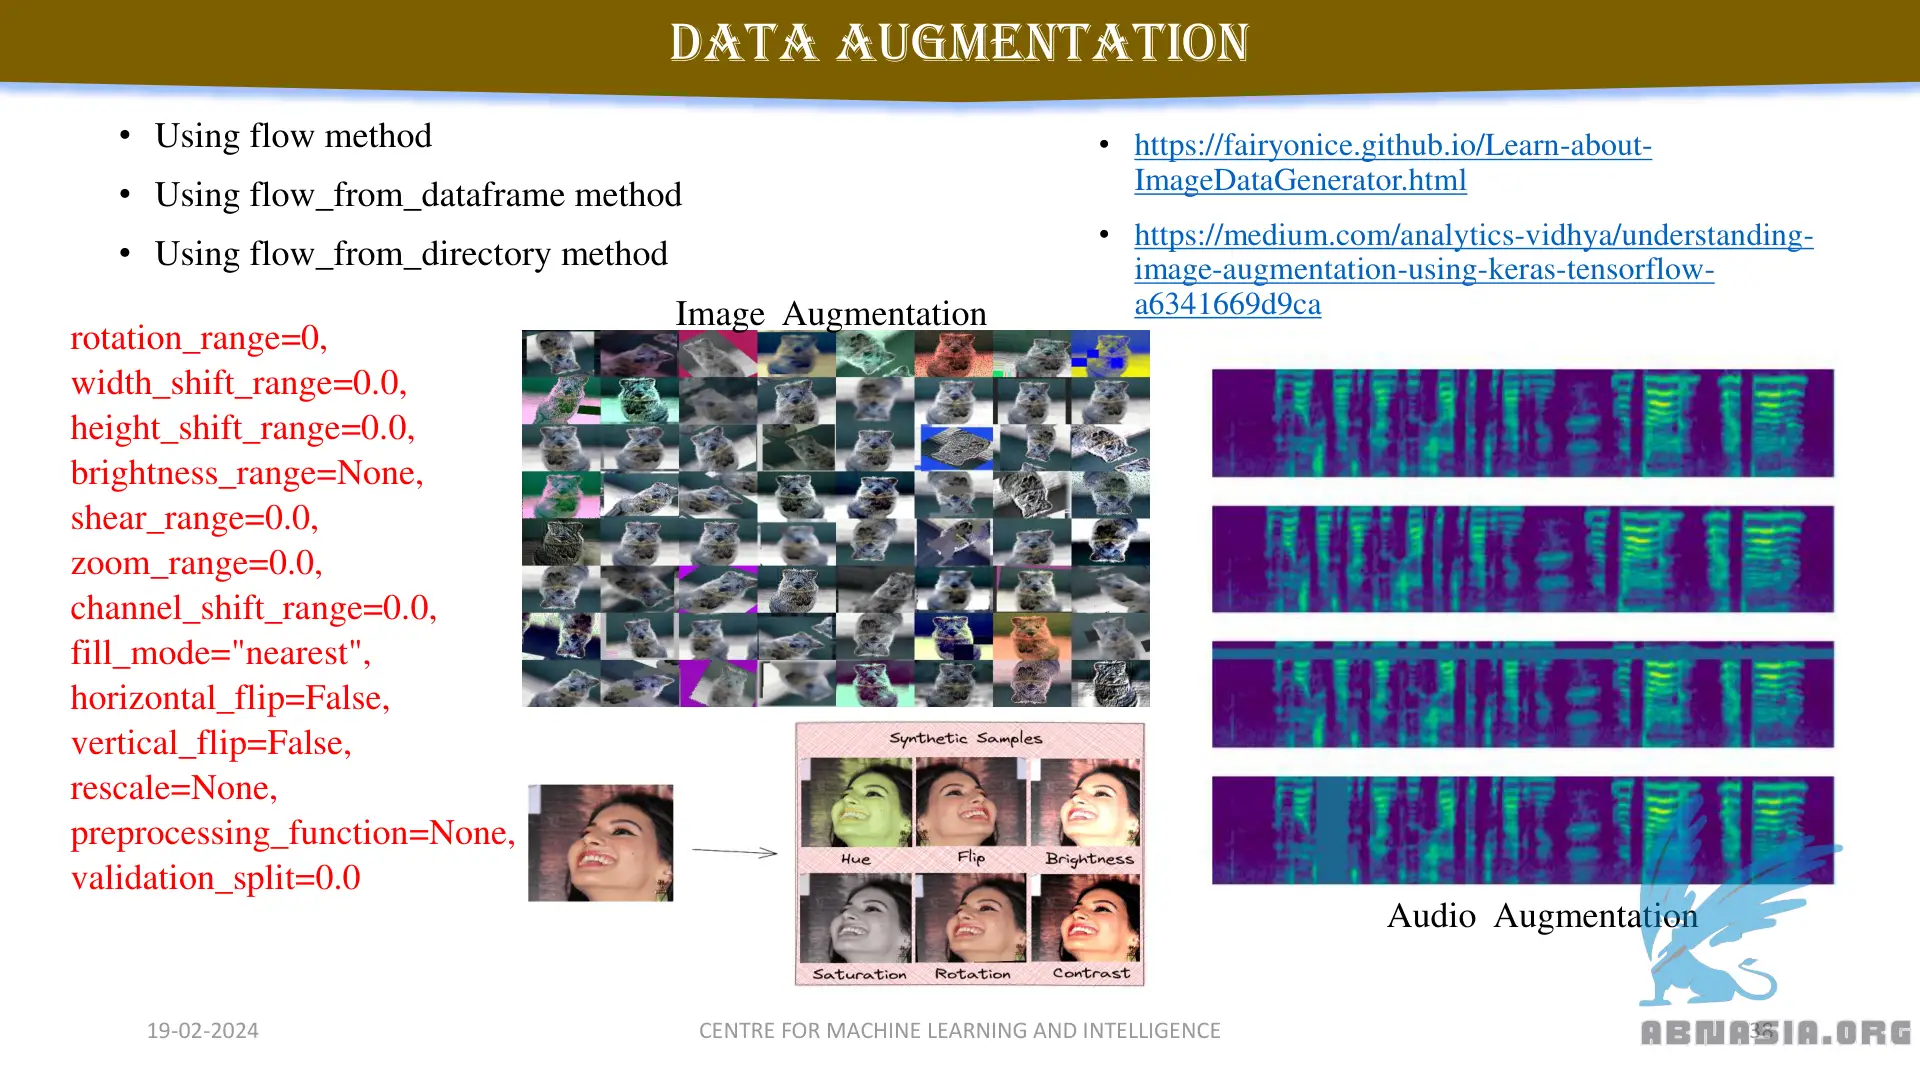 DATA AUGMENTATION
• Using flow method
• Using flow_from_dataframe method
• Using flow_from_directory method
• https://fairyonice.github.io/Learn-about-
ImageDataGenerator.html
• https://medium.com/analytics-vidhya/understanding-
image-augmentation-using-keras-tensorflow-
a6341669d9ca
rotation_range=0,
width_shift_range=0.0,
height_shift_range=0.0,
brightness_range=None,
shear_range=0.0,
zoom_range=0.0,
channel_shift_range=0.0,
fill_mode="nearest",
horizontal_flip=False,
vertical_flip=False,
rescale=None,
preprocessing_function=None,
validation_split=0.0
Image Augmentation
Synthetic Samples
Hue Flip Brightness
Saturation Rotation Contrast
Audio Augmentation
19-02-2024
CENTRE FOR MACHINE LEARNING AND INTELLIGENCE
ABNASIA.ORG